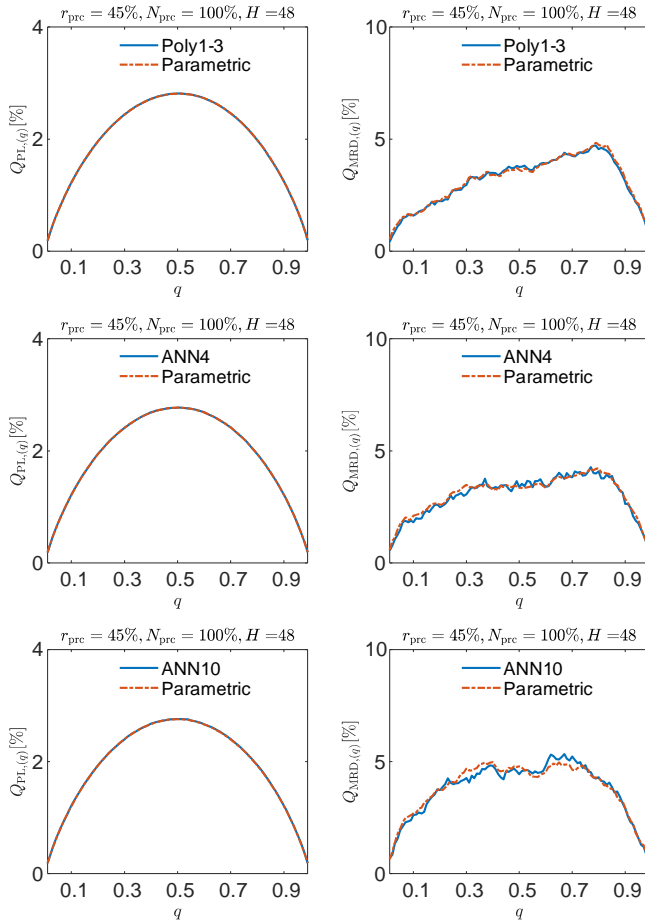 r_prc = 45%, N_prc = 100%, H =48
Poly1-3
Parametric
Q_PL,(q)[%]
4
2
0
0.1 0.3 0.5 0.7 0.9
q
r_prc = 45%, N_prc = 100%, H =48
Poly1-3
Parametric
Q_MRD,(q)[%]
10
5
0
0.1 0.3 0.5 0.7 0.9
q
r_prc = 45%, N_prc = 100%, H =48
ANN4
Parametric
Q_PL,(q)[%]
4
2
0
0.1 0.3 0.5 0.7 0.9
q
r_prc = 45%, N_prc = 100%, H =48
ANN4
Parametric
Q_MRD,(q)[%]
10
5
0
0.1 0.3 0.5 0.7 0.9
q
r_prc = 45%, N_prc = 100%, H =48
ANN10
Parametric
Q_PL,(q)[%]
4
2
0
0.1 0.3 0.5 0.7 0.9
q
r_prc = 45%, N_prc = 100%, H =48
ANN10
Parametric
Q_MRD,(q)[%]
10
5
0
0.1 0.3 0.5 0.7 0.9
q